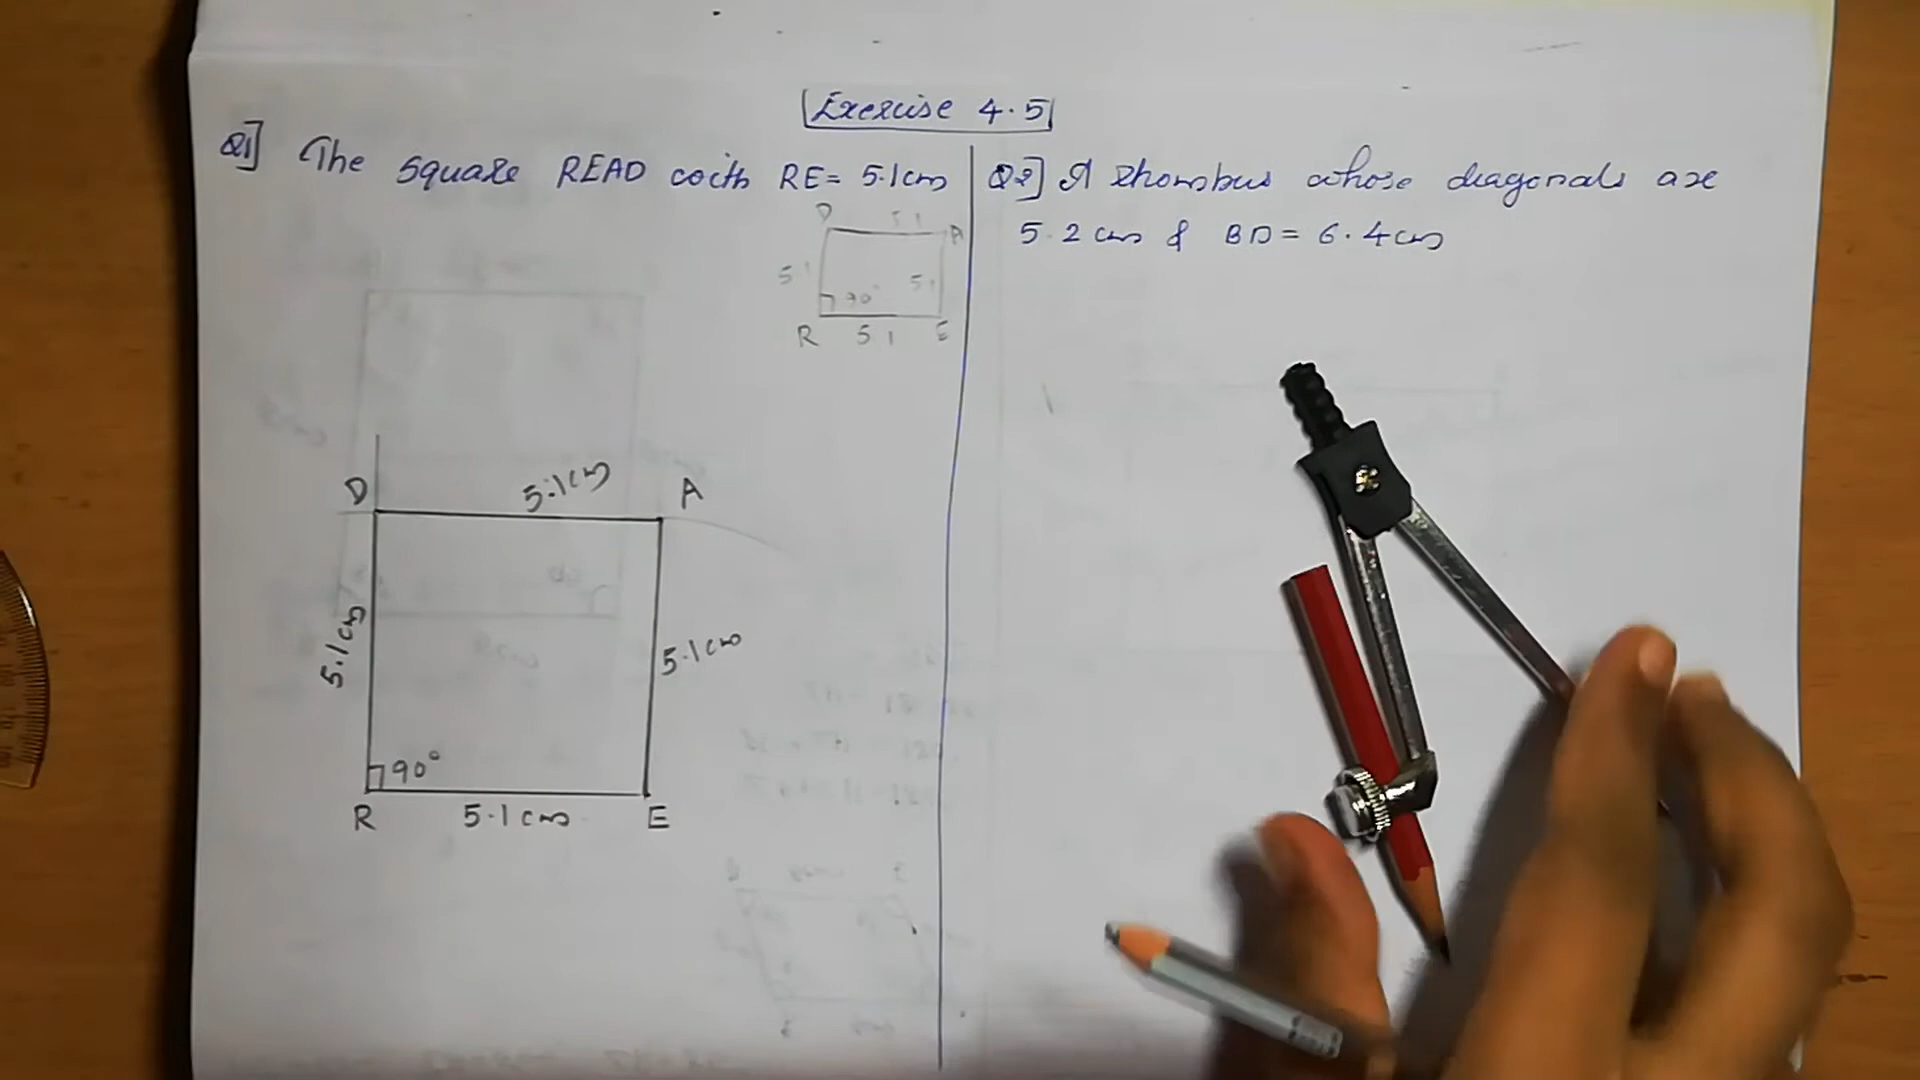 Exercise 4.5
Q1] The square READ with RE = 5.1cm
D 5.1 A
5.1 90° 5.1
R 5.1 E
D 5.1cm A
5.1cm 5.1cm
90°
R 5.1cm E
Q2] A rhombus whose diagonals are
5.2 cm & BD = 6.4cm